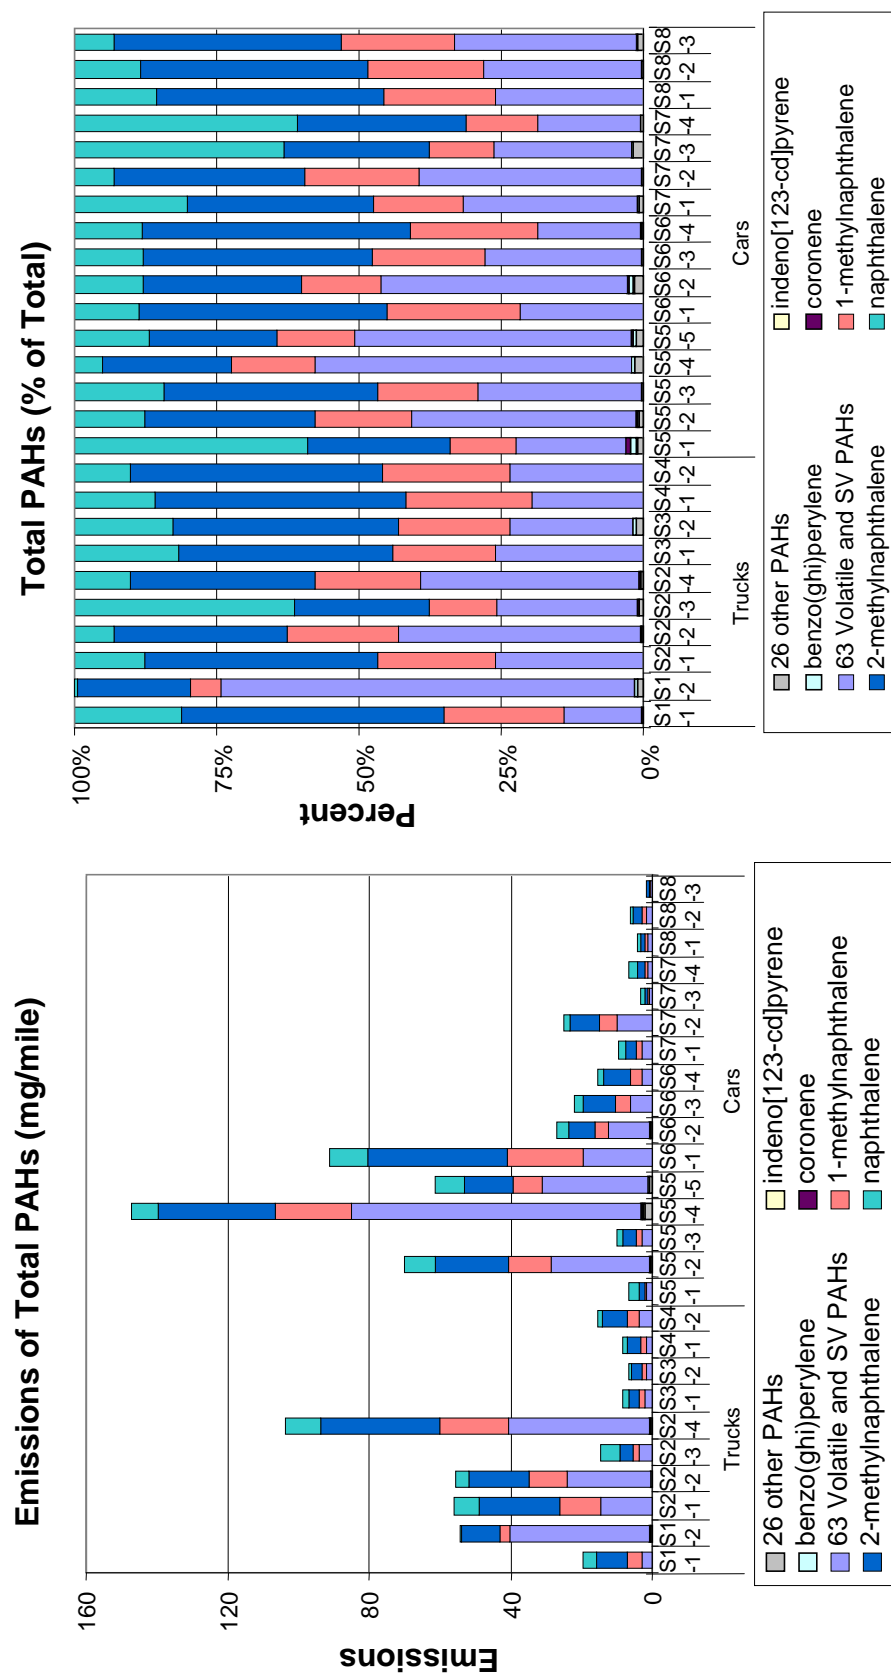 Emissions of Total PAHs (mg/mile)
Emissions
160
120
80
40
0
S1 S1 S2 S2 S2 S2 S3 S3 S4 S4 S5 S5 S5 S5 S5 S6 S6 S6 S6 S7 S7 S7 S7 S8 S8 S8
-1 -2 -1 -2 -3 -4 -1 -2 -1 -2 -1 -2 -3 -4 -5 -1 -2 -3 -4 -1 -2 -3 -4 -1 -2 -3
Trucks Cars
26 other PAHs indeno[123-cd]pyrene
benzo(ghi)perylene coronene
63 Volatile and SV PAHs 1-methylnaphthalene
2-methylnaphthalene naphthalene
Total PAHs (% of Total)
Percent
100%
75%
50%
25%
0%
S1 S1 S2 S2 S2 S2 S3 S3 S4 S4 S5 S5 S5 S5 S5 S6 S6 S6 S6 S7 S7 S7 S7 S8 S8 S8
-1 -2 -1 -2 -3 -4 -1 -2 -1 -2 -1 -2 -3 -4 -5 -1 -2 -3 -4 -1 -2 -3 -4 -1 -2 -3
Trucks Cars
26 other PAHs indeno[123-cd]pyrene
benzo(ghi)perylene coronene
63 Volatile and SV PAHs 1-methylnaphthalene
2-methylnaphthalene naphthalene